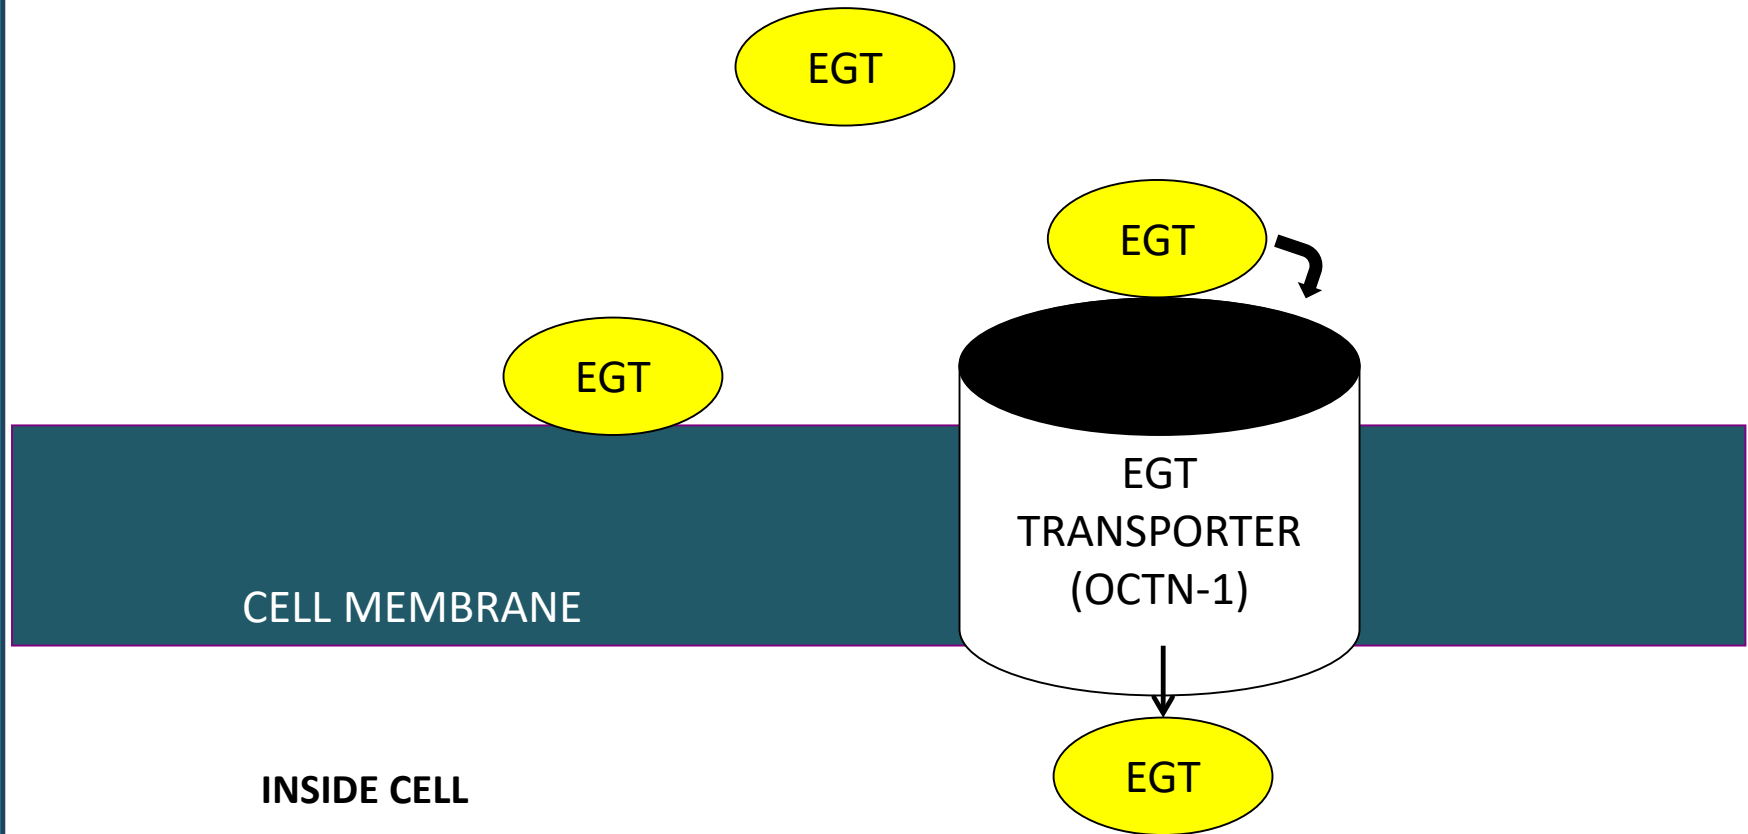 EGT
EGT
EGT
EGT
TRANSPORTER
(OCTN-1)
CELL MEMBRANE
EGT
INSIDE CELL